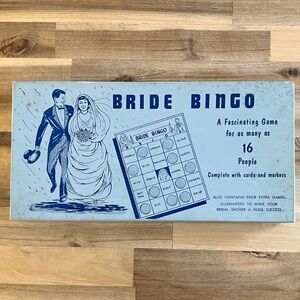 BRIDE BINGO
A Fascinating Game
for as many as
16
People
Complete with cards and markers
ALSO CONTAINS FOUR EXTRA GAMES.
GUARANTEED TO MAKE YOUR
BRIDAL SHOWER A HUGE SUCCESS.
BRIDE BINGO